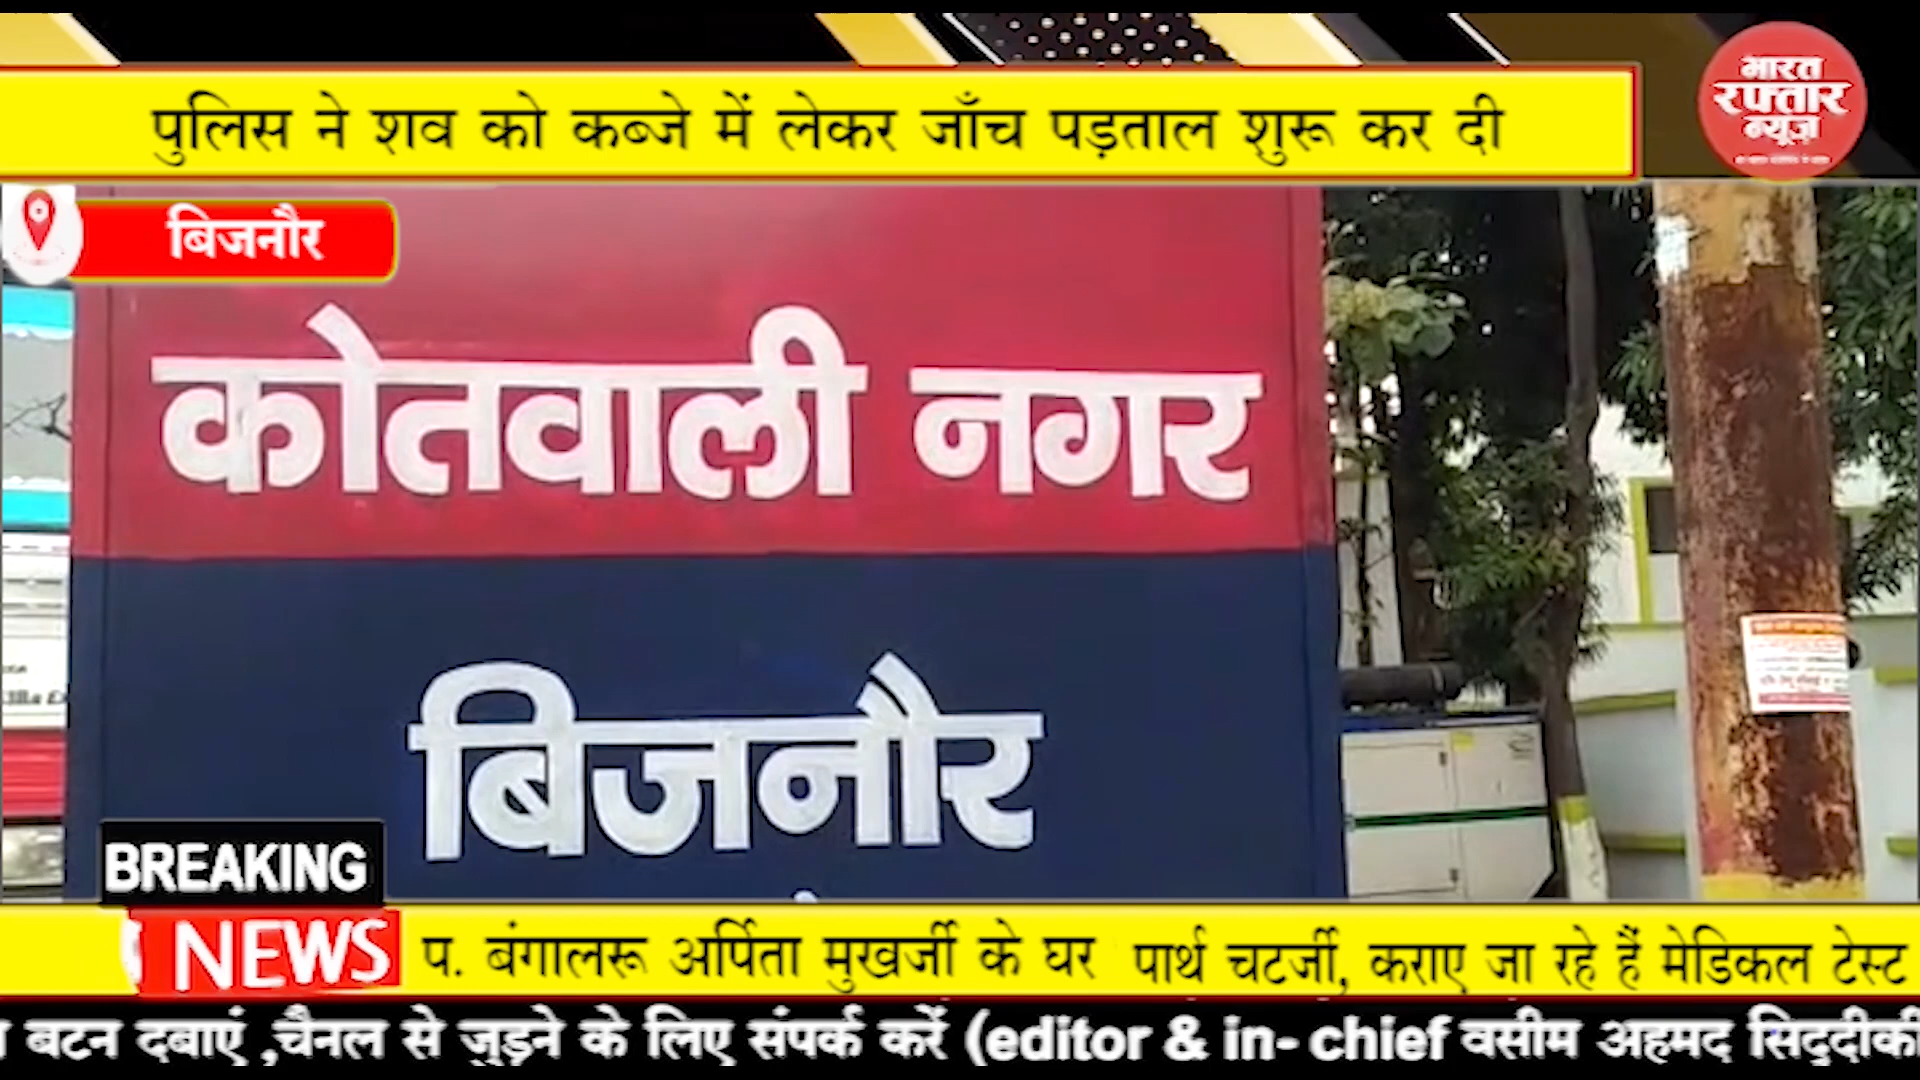 भारत
रफ्तार
न्यूज़
पुलिस ने शव को कब्जे में लेकर जाँच पड़ताल शुरू कर दी
बिजनौर
कोतवाली नगर
बिजनौर
BREAKING
NEWS
प. बंगालरू अर्पिता मुखर्जी के घर पार्थ चटर्जी, कराए जा रहे हैं मेडिकल टेस्ट
बटन दबाएं ,चैनल से जुड़ने के लिए संपर्क करें (editor & in- chief वसीम अहमद सिद्दीकी